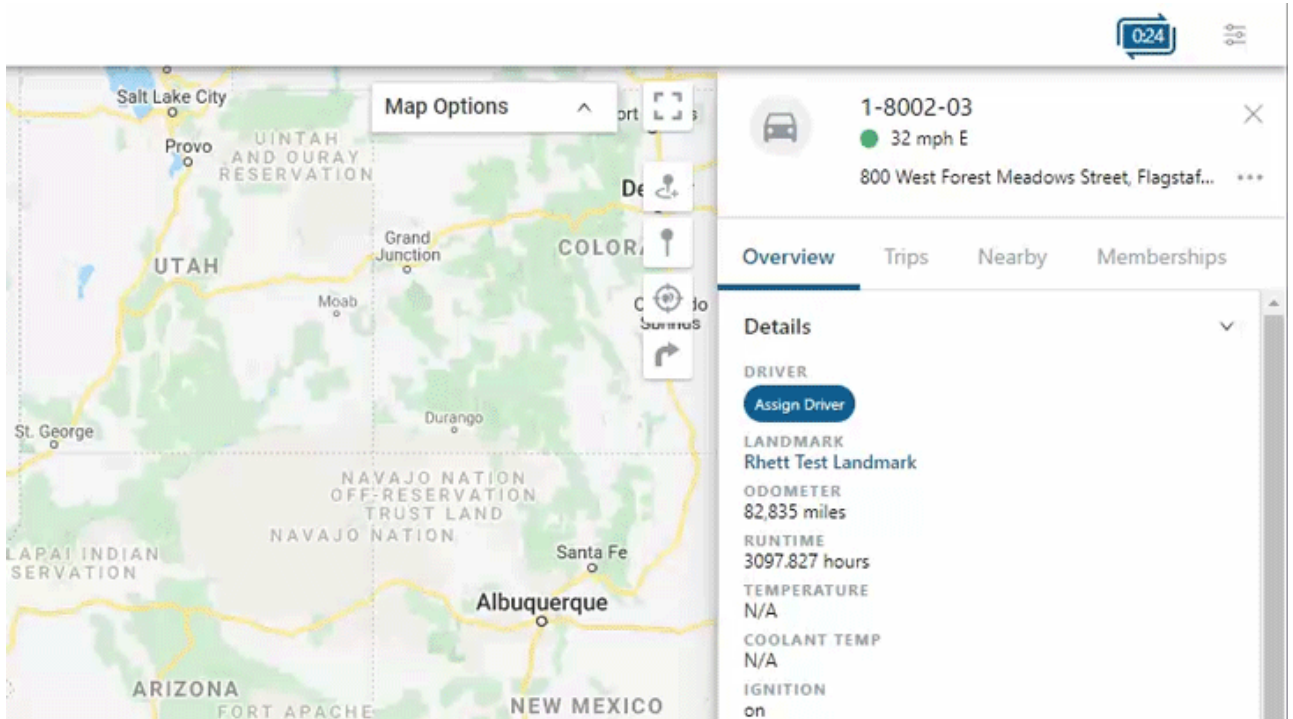 0:24
Salt Lake City
Provo
UINTAH
AND OURAY
RESERVATION
Map Options
Grand
Junction
UTAH
Moab
St. George
Durango
NAVAJO NATION
OFF-RESERVATION
TRUST LAND
NAVAJO NATION
Santa Fe
Albuquerque
ARIZONA
FORT APACHE
NEW MEXICO
1-8002-03
32 mph E
800 West Forest Meadows Street, Flagstaf...
Overview
Trips
Nearby
Memberships
Details
DRIVER
Assign Driver
LANDMARK
Rhett Test Landmark
ODOMETER
82,835 miles
RUNTIME
3097.827 hours
TEMPERATURE
N/A
COOLANT TEMP
N/A
IGNITION
on